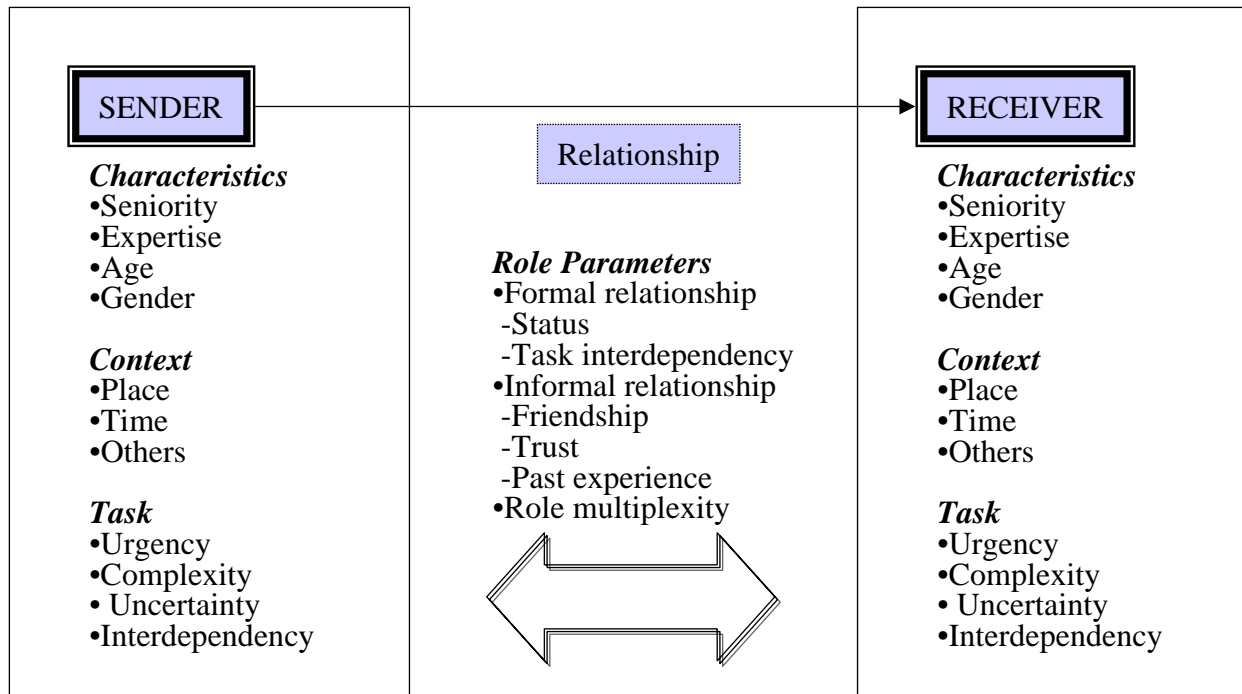 SENDER
Characteristics
•Seniority
•Expertise
•Age
•Gender
Context
•Place
•Time
•Others
Task
•Urgency
•Complexity
• Uncertainty
•Interdependency
Relationship
Role Parameters
•Formal relationship
-Status
-Task interdependency
•Informal relationship
-Friendship
-Trust
-Past experience
•Role multiplexity
RECEIVER
Characteristics
•Seniority
•Expertise
•Age
•Gender
Context
•Place
•Time
•Others
Task
•Urgency
•Complexity
• Uncertainty
•Interdependency